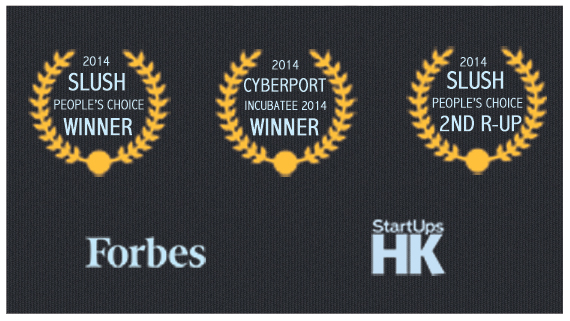 2014
SLUSH
PEOPLE'S CHOICE
WINNER
2014
CYBERPORT
INCUBATEE 2014
WINNER
2014
SLUSH
PEOPLE'S CHOICE
2ND R-UP
Forbes
StartUps
HK